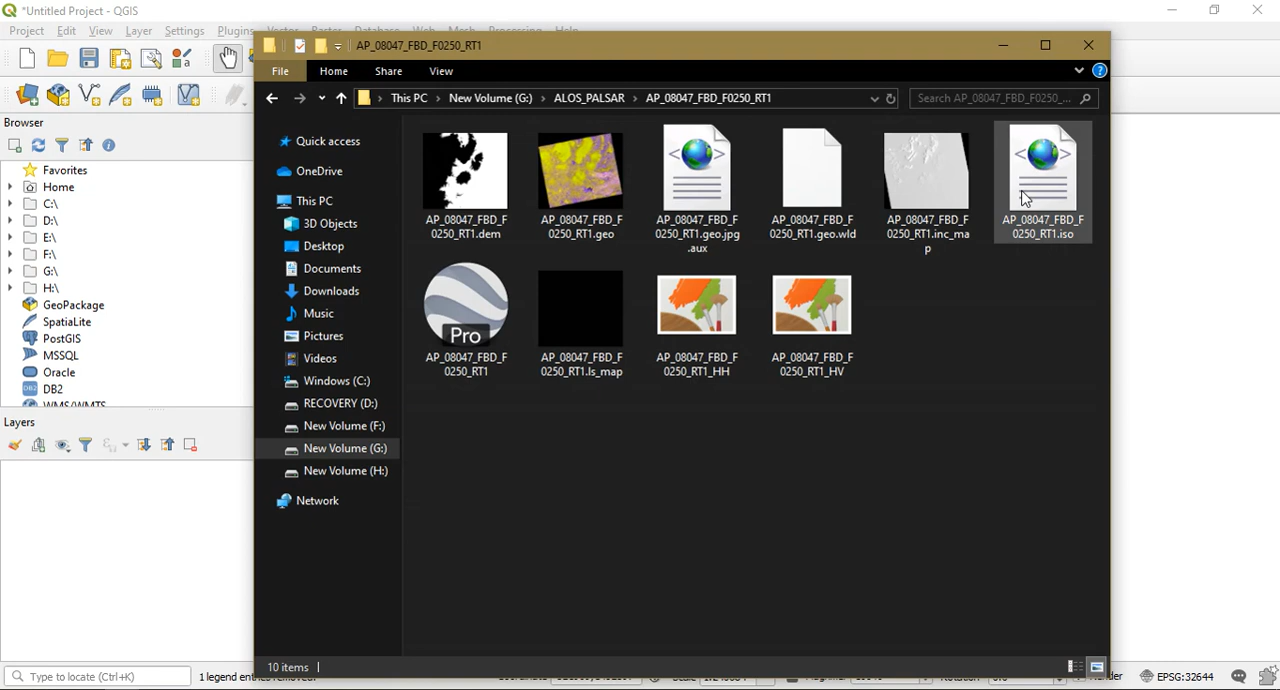 *Untitled Project - QGIS
Project Edit View Layer Settings Plugins
AP_08047_FBD_F0250_RT1
File Home Share View
This PC > New Volume (G:) > ALOS_PALSAR > AP_08047_FBD_F0250_RT1
Search AP_08047_FBD_F0250_...
Browser
Favorites
Home
C:\
D:\
E:\
F:\
G:\
H:\
GeoPackage
SpatiaLite
PostGIS
MSSQL
Oracle
DB2
WMS/WMTS
Layers
Quick access
OneDrive
This PC
3D Objects
Desktop
Documents
Downloads
Music
Pictures
Videos
Windows (C:)
RECOVERY (D:)
New Volume (F:)
New Volume (G:)
New Volume (H:)
Network
AP_08047_FBD_F
0250_RT1.dem
AP_08047_FBD_F
0250_RT1.geo
AP_08047_FBD_F
0250_RT1.geo.jpg
.aux
AP_08047_FBD_F
0250_RT1.geo.wld
AP_08047_FBD_F
0250_RT1.inc_ma
p
AP_08047_FBD_F
0250_RT1.iso
Pro
AP_08047_FBD_F
0250_RT1
AP_08047_FBD_F
0250_RT1.ls_map
AP_08047_FBD_F
0250_RT1_HH
AP_08047_FBD_F
0250_RT1_HV
10 items
Type to locate (Ctrl+K)
EPSG:32644